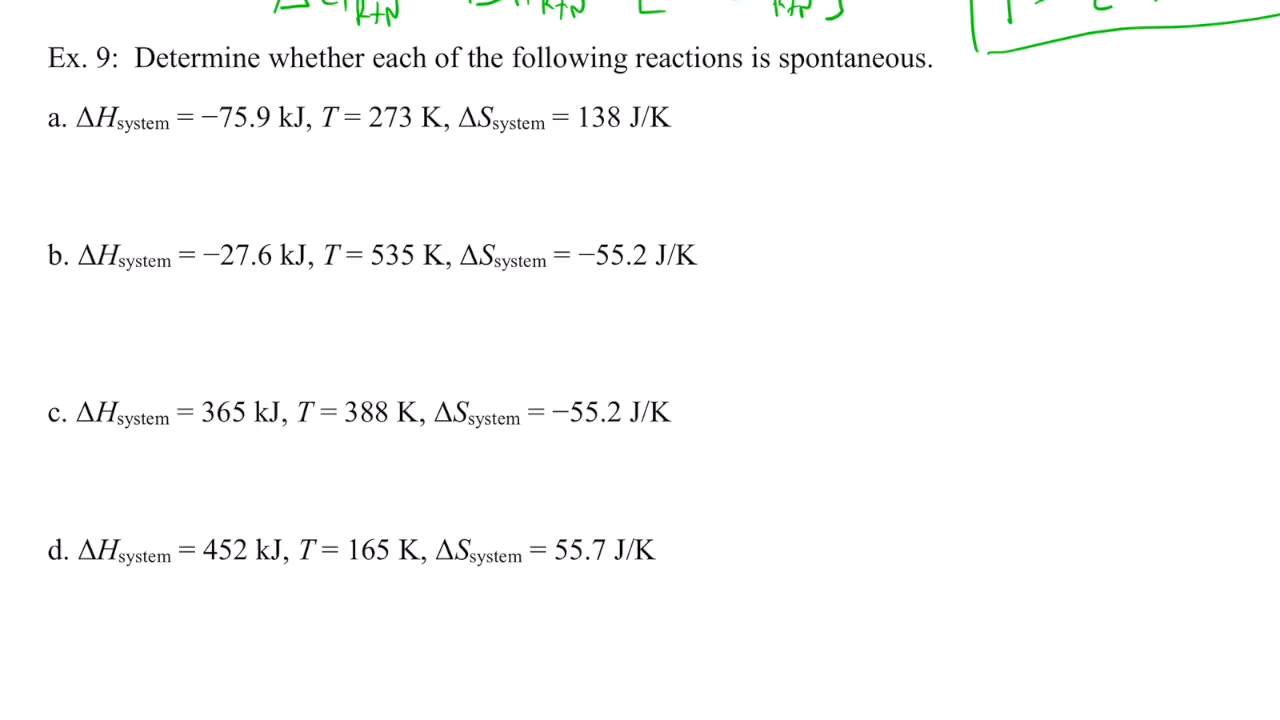 Ex. 9: Determine whether each of the following reactions is spontaneous.
a. ΔHsystem = −75.9 kJ, T = 273 K, ΔSsystem = 138 J/K
b. ΔHsystem = −27.6 kJ, T = 535 K, ΔSsystem = −55.2 J/K
c. ΔHsystem = 365 kJ, T = 388 K, ΔSsystem = −55.2 J/K
d. ΔHsystem = 452 kJ, T = 165 K, ΔSsystem = 55.7 J/K